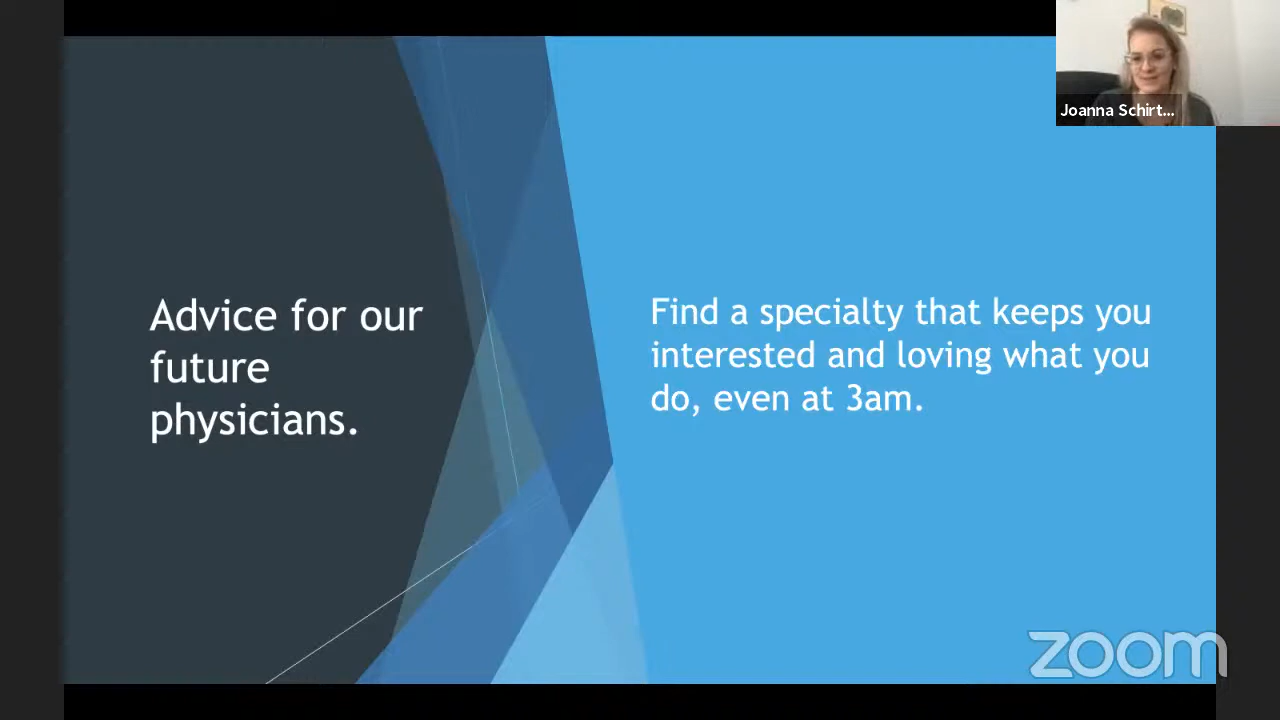 Joanna Schirt...
Advice for our
future
physicians.
Find a specialty that keeps you
interested and loving what you
do, even at 3am.
zoom